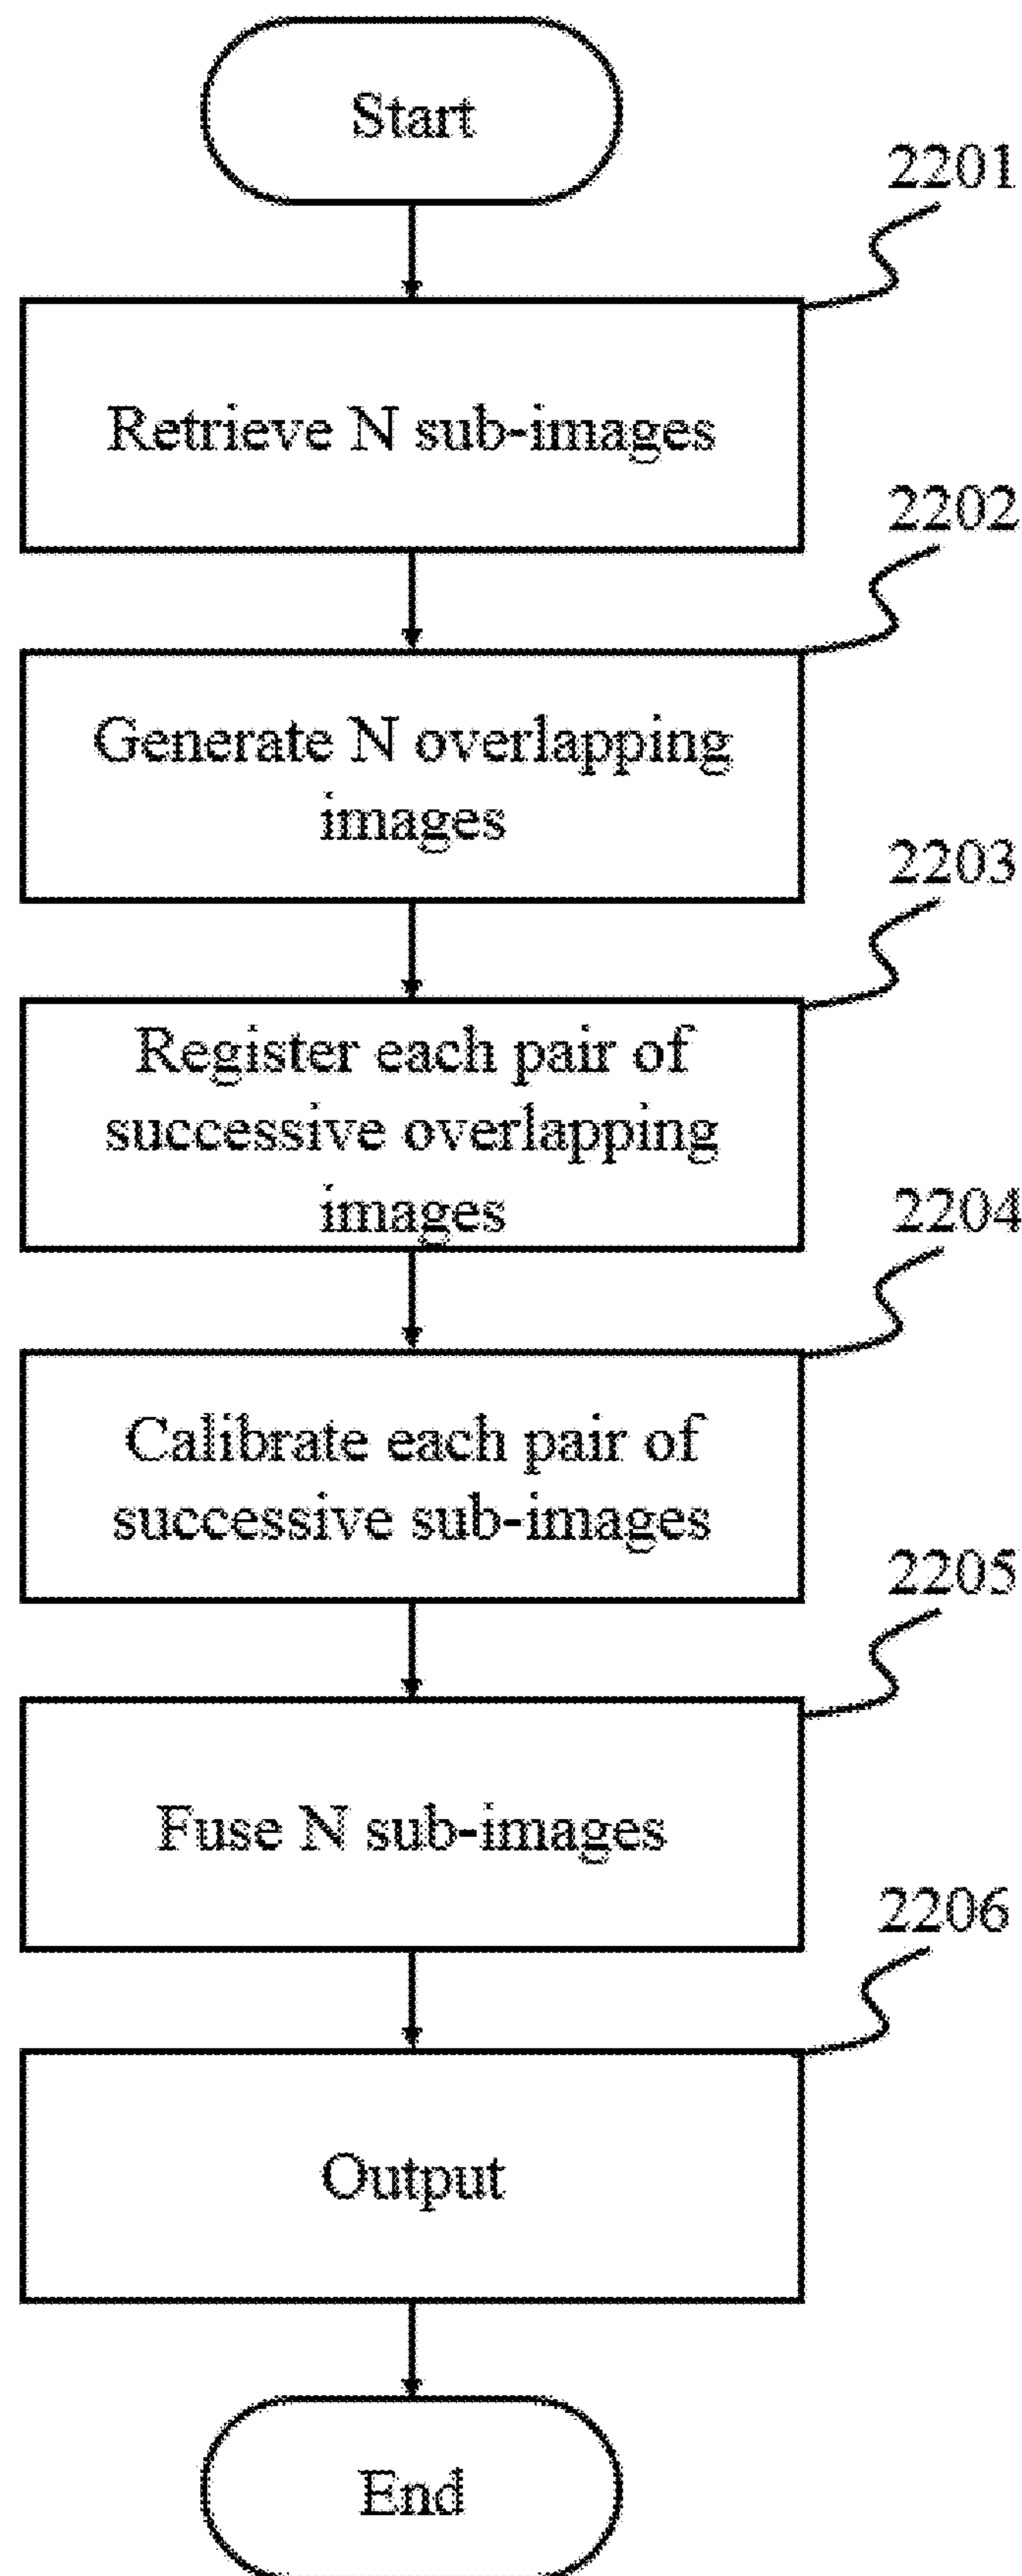 Start
2201
Retrieve N sub-images
2202
Generate N overlapping
images
2203
Register each pair of
successive overlapping
images
2204
Calibrate each pair of
successive sub-images
2205
Fuse N sub-images
2206
Output
End